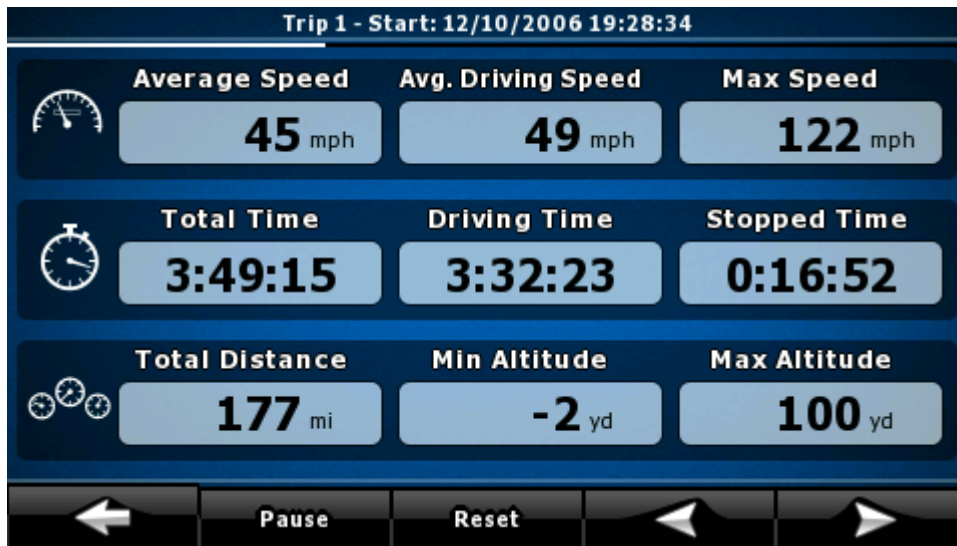 Trip 1 - Start: 12/10/2006 19:28:34
Average Speed Avg. Driving Speed Max Speed
45 mph 49 mph 122 mph
Total Time Driving Time Stopped Time
3:49:15 3:32:23 0:16:52
Total Distance Min Altitude Max Altitude
177 mi -2 yd 100 yd
Pause Reset